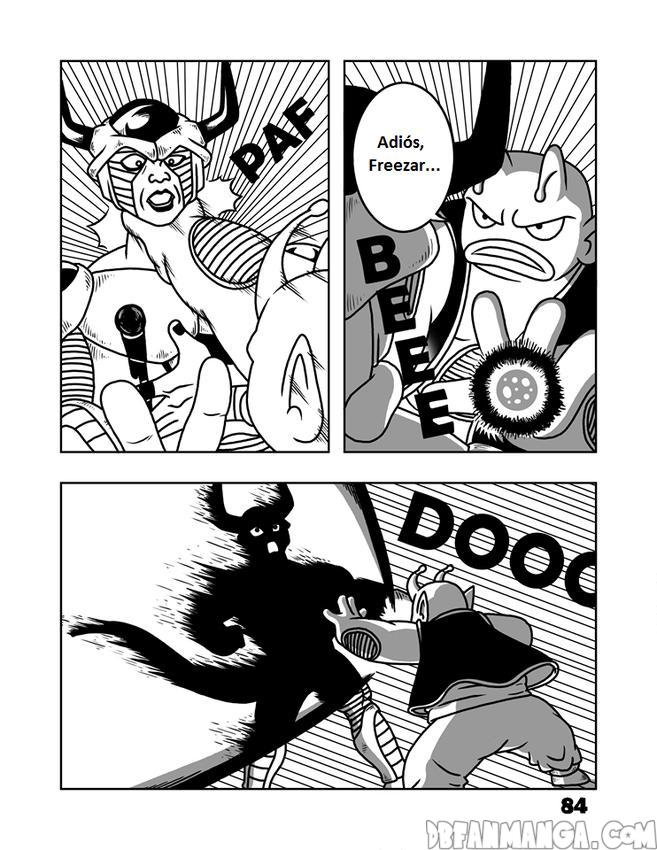 PAF
Adiós,
Freezar...
BEEEE
DOOO
84
DBFANMANGA.COM